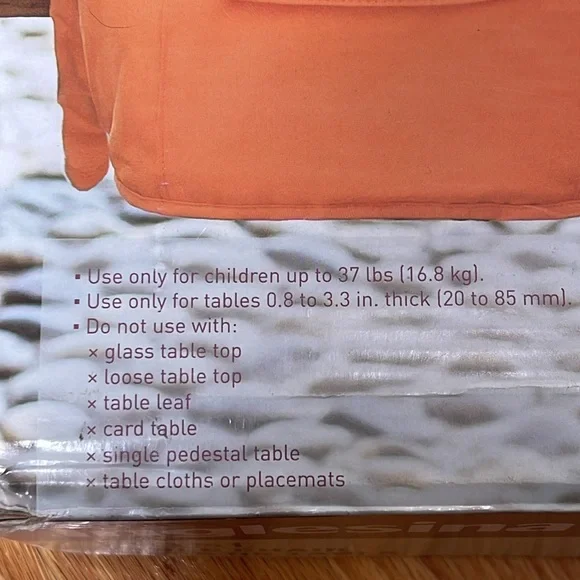 ▪ Use only for children up to 37 lbs (16.8 kg).
▪ Use only for tables 0.8 to 3.3 in. thick (20 to 85 mm).
▪ Do not use with:
× glass table top
× loose table top
× table leaf
× card table
× single pedestal table
× table cloths or placemats